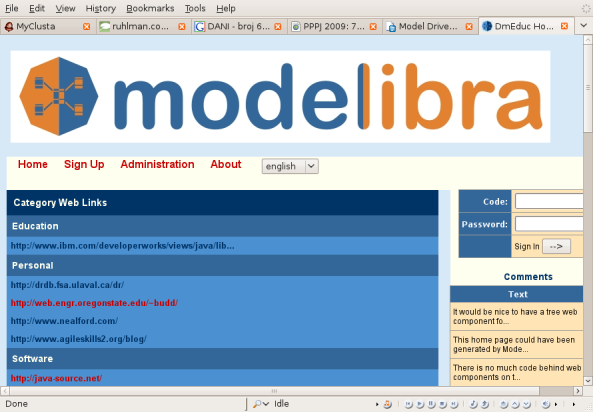 File Edit View History Bookmarks Tools Help
MyClusta ruhlman.co... DANI - broj 6... PPPJ 2009: 7... Model Drive... DmEduc Ho...
modelibra
Home Sign Up Administration About english
Category Web Links
Education
http://www.ibm.com/developerworks/views/java/lib...
Personal
http://drdb.fsa.ulaval.ca/dr/
http://web.engr.oregonstate.edu/~budd/
http://www.nealford.com/
http://www.agileskills2.org/blog/
Software
http://java-source.net/
Code:
Password:
Sign In -->
Comments
Text
It would be nice to have a tree web
component fo...
This home page could have been
generated by Mode...
There is no much code behind web
components on t...
Done Idle